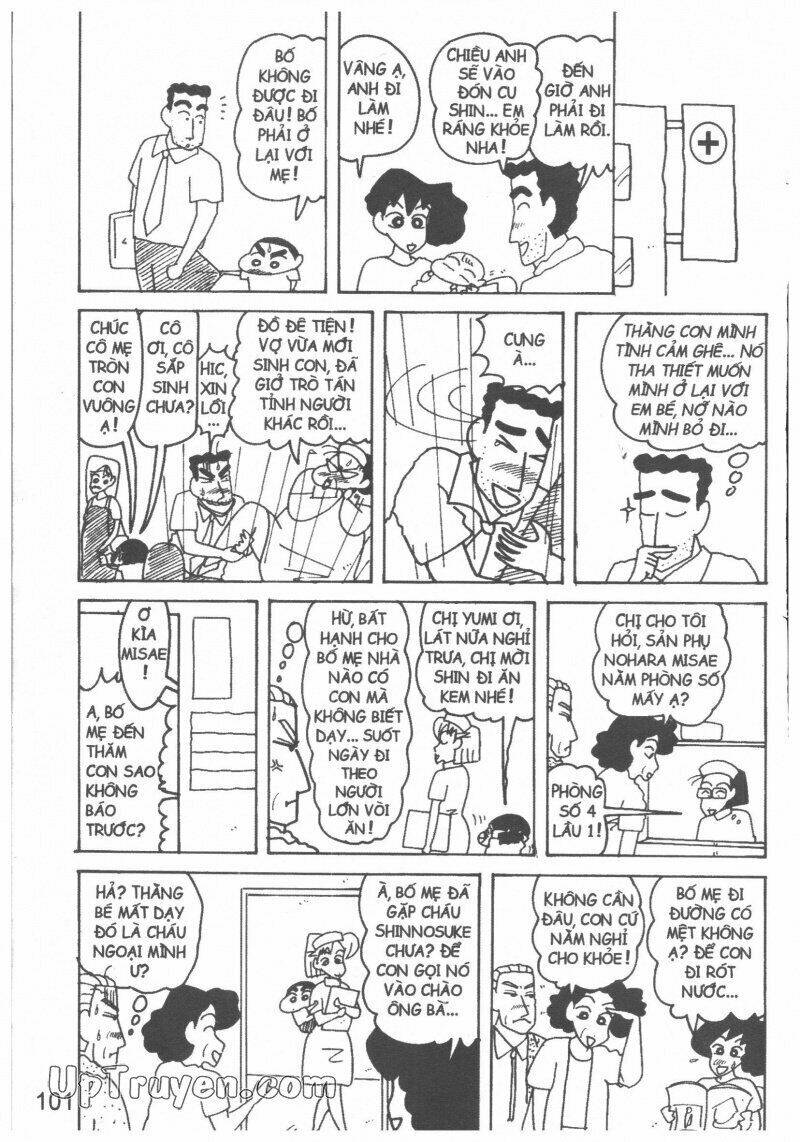 ĐẾN
GIỜ ANH
PHẢI ĐI
LÀM RỒI.
CHIỀU ANH
SẼ VÀO
ĐÓN CU
SHIN... EM
RÁNG KHỎE
NHA!
VÂNG Ạ,
ANH ĐI
LÀM
NHÉ!
BỐ
KHÔNG
ĐƯỢC ĐI
ĐÂU! BỐ
PHẢI Ở
LẠI VỚI
MẸ!
4
THẰNG CON MÌNH
TÌNH CẢM GHÊ... NÓ
THA THIẾT MUỐN
MÌNH Ở LẠI VỚI
EM BÉ, NỠ NÀO
MÌNH BỎ ĐI...
CƯNG
À...
ĐỒ ĐÊ TIỆN!
VỢ VỪA MỚI
SINH CON, ĐÃ
GIỞ TRÒ TÁN
TỈNH NGƯỜI
KHÁC RỒI...
HIC,
XIN
LỖI
...
CÔ
ƠI, CÔ
SẮP
SINH
CHƯA?
CHÚC
CÔ MẸ
TRÒN
CON
VUÔNG
Ạ!
CHỊ CHO TÔI
HỎI, SẢN PHỤ
NOHARA MISAE
NẰM PHÒNG SỐ
MẤY Ạ?
PHÒNG
SỐ 4
LẦU 1!
CHỊ YUMI ƠI,
LÁT NỮA NGHỈ
TRƯA, CHỊ MỜI
SHIN ĐI ĂN
KEM NHÉ!
HỪ, BẤT
HẠNH CHO
BỐ MẸ NHÀ
NÀO CÓ
CON MÀ
KHÔNG BIẾT
DẠY... SUỐT
NGÀY ĐI
THEO
NGƯỜI
LỚN VÒI
ĂN!
Ơ
KÌA
MISAE
!
A, BỐ
MẸ ĐẾN
THĂM
CON SAO
KHÔNG
BÁO
TRƯỚC?
BỐ MẸ ĐI
ĐƯỜNG CÓ
MỆT KHÔNG
Ạ? ĐỂ CON
ĐI RÓT
NƯỚC...
KHÔNG CẦN
ĐÂU, CON CỨ
NẰM NGHỈ
CHO KHỎE!
À, BỐ MẸ ĐÃ
GẶP CHÁU
SHINNOSUKE
CHƯA? ĐỂ
CON GỌI NÓ
VÀO CHÀO
ÔNG BÀ...
HẢ? THẰNG
BÉ MẤT DẠY
ĐÓ LÀ CHÁU
NGOẠI MÌNH
Ư?
101
UpTruyen.com